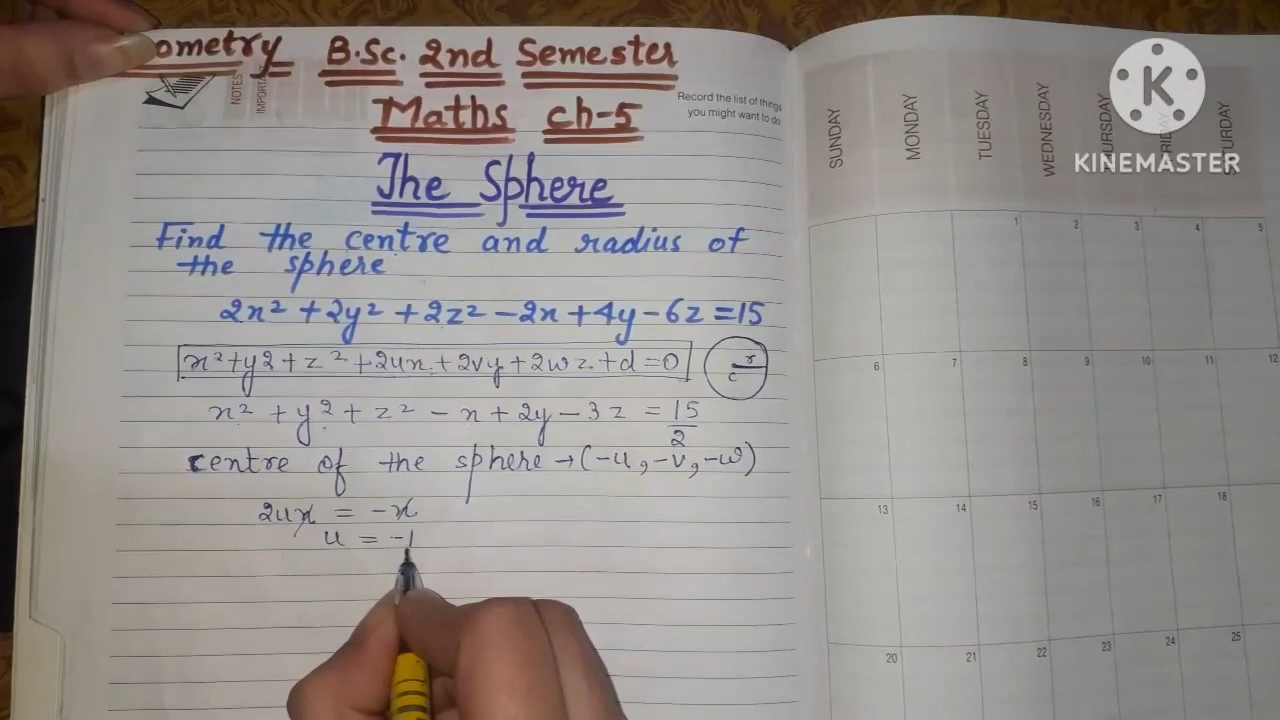 ometry B.Sc. 2nd Semester
Maths ch-5
NOTES
Record the list of things
you might want to do
The Sphere
Find the centre and radius of
the sphere
2x² + 2y² + 2z² - 2x + 4y - 6z = 15
x² + y² + z² + 2ux + 2vy + 2wz + d = 0
r
c
x² + y² + z² - x + 2y - 3z = 15/2
centre of the sphere → (-u, -v, -w)
2ux = -x
u = -1
KINEMASTER
SUNDAY MONDAY TUESDAY WEDNESDAY
1 2 3 4 5
6 7 8 9 10 11 12
13 14 15 16 17 18
20 21 22 23 24 25